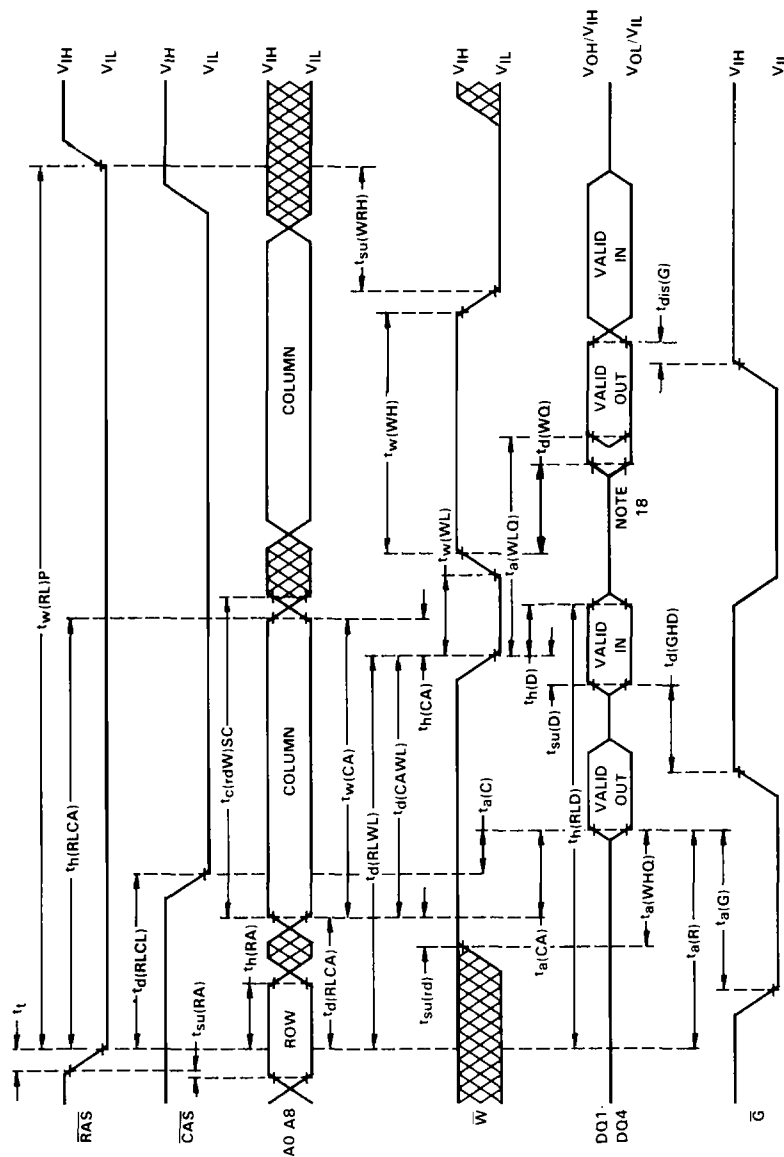 tt
tw(RL)P
VIH
VIL
RAS
td(RLCL)
th(RLCA)
tsu(RA)
VIH
VIL
CAS
th(RA)
td(RLCA)
tc(rdW)SC
A0 A8
ROW
COLUMN
COLUMN
VIH
VIL
tw(CA)
td(CAWL)
th(CA)
td(RLWL)
tsu(rd)
tw(WL)
tw(WH)
tsu(WRH)
W
VIH
VIL
ta(CA)
ta(C)
th(D)
ta(WLQ)
td(WQ)
th(RLD)
tsu(D)
DQ1-
DQ4
VALID
OUT
VALID
IN
NOTE
18
VALID
OUT
VALID
IN
VOH/VIH
VOL/VIL
ta(WHQ)
ta(R)
ta(G)
td(GHD)
tdis(G)
G
VIH
VIL